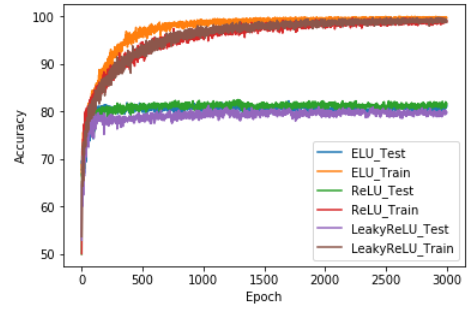 100
90
80
70
60
50
Accuracy
0
500
1000
1500
2000
2500
3000
Epoch
ELU_Test
ELU_Train
ReLU_Test
ReLU_Train
LeakyReLU_Test
LeakyReLU_Train